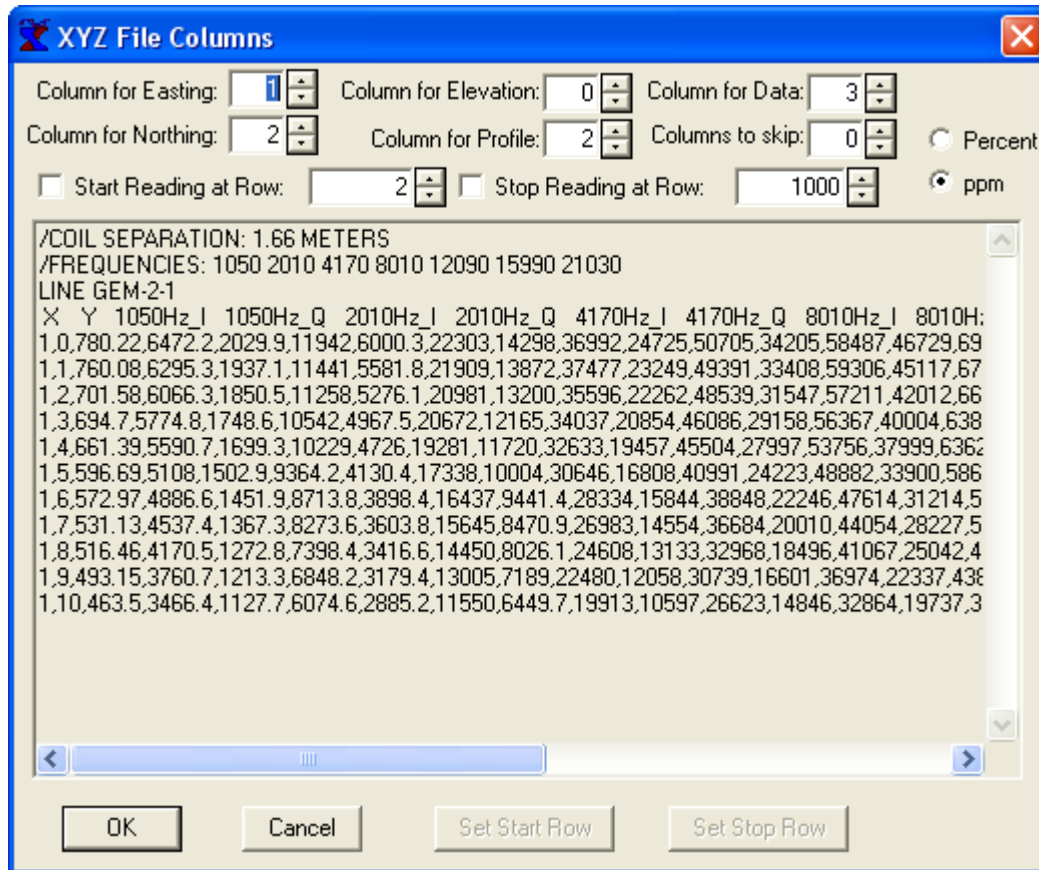 XYZ File Columns
Column for Easting: 1 Column for Elevation: 0 Column for Data: 3
Column for Northing: 2 Column for Profile: 2 Columns to skip: 0 Percent
Start Reading at Row: 2 Stop Reading at Row: 1000 ppm
/COIL SEPARATION: 1.66 METERS
/FREQUENCIES: 1050 2010 4170 8010 12090 15990 21030
LINE GEM-2-1
X Y 1050Hz_I 1050Hz_Q 2010Hz_I 2010Hz_Q 4170Hz_I 4170Hz_Q 8010Hz_I 8010Hz
1,0,780.22,6472.2,2029.9,11942,6000.3,22303,14298,36992,24725,50705,34205,58487,46729,69
1,1,760.08,6295.3,1937.1,11441,5581.8,21909,13872,37477,23249,49391,33408,59306,45117,67
1,2,701.58,6066.3,1850.5,11258,5276.1,20981,13200,35596,22262,48539,31547,57211,42012,66
1,3,694.7,5774.8,1748.6,10542,4967.5,20672,12165,34037,20854,46086,29158,56367,40004,638
1,4,661.39,5590.7,1699.3,10229,4726,19281,11720,32633,19457,45504,27997,53756,37999,6362
1,5,596.69,5108,1502.9,9364.2,4130.4,17338,10004,30646,16808,40991,24223,48882,33900,586
1,6,572.97,4886.6,1451.9,8713.8,3898.4,16437,9441.4,28334,15844,38848,22246,47614,31214,5
1,7,531.13,4537.4,1367.3,8273.6,3603.8,15645,8470.9,26983,14554,36684,20010,44054,28227,5
1,8,516.46,4170.5,1272.8,7398.4,3416.6,14450,8026.1,24608,13133,32968,18496,41067,25042,4
1,9,493.15,3760.7,1213.3,6848.2,3179.4,13005,7189,22480,12058,30739,16601,36974,22337,438
1,10,463.5,3466.4,1127.7,6074.6,2885.2,11550,6449.7,19913,10597,26623,14846,32864,19737,3
OK Cancel Set Start Row Set Stop Row